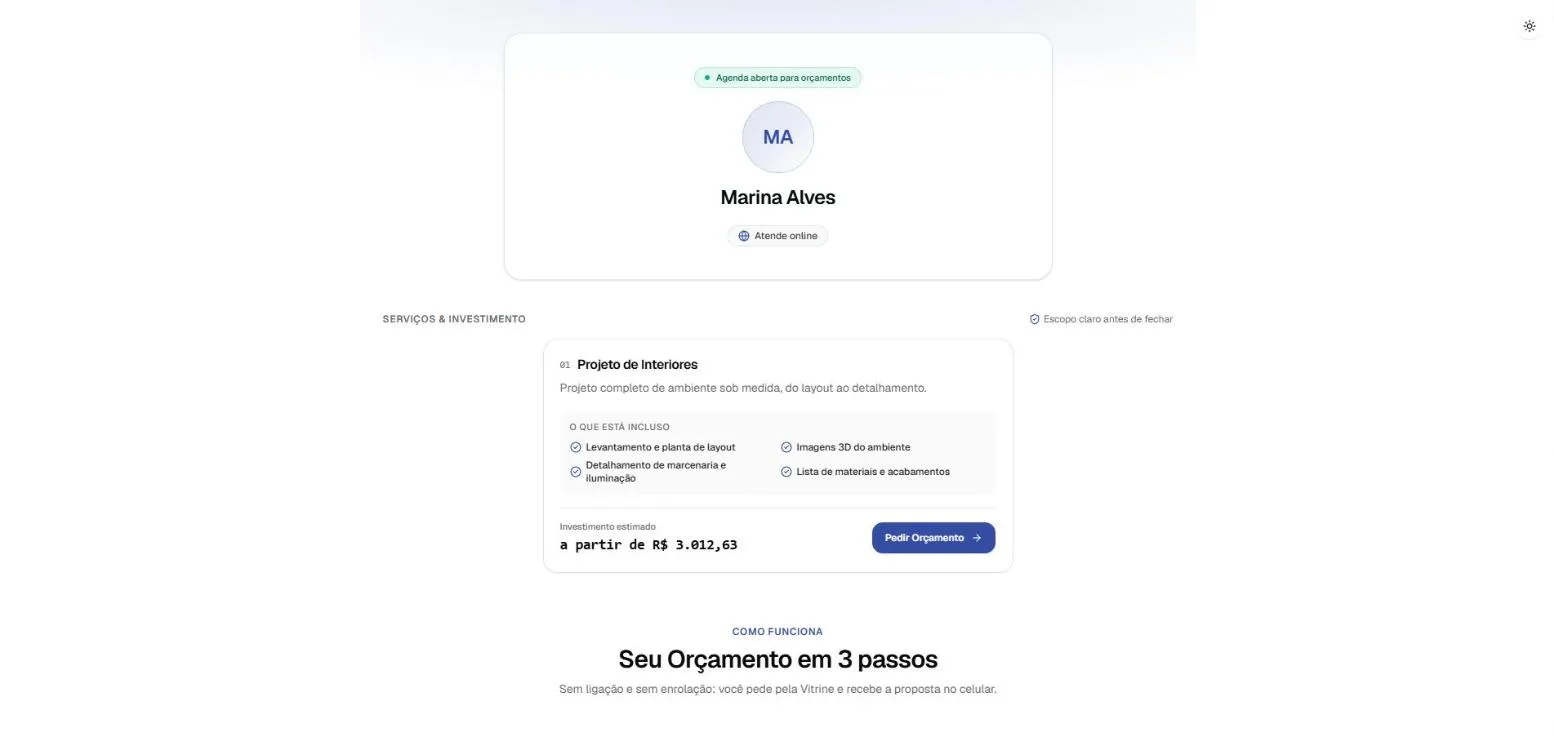 Agenda aberta para orçamentos
MA
Marina Alves
Atende online
SERVIÇOS & INVESTIMENTO
Escopo claro antes de fechar
01 Projeto de Interiores
Projeto completo de ambiente sob medida, do layout ao detalhamento.
O QUE ESTÁ INCLUSO
Levantamento e planta de layout
Imagens 3D do ambiente
Detalhamento de marcenaria e
iluminação
Lista de materiais e acabamentos
Investimento estimado
a partir de R$ 3.012,63
Pedir Orçamento
COMO FUNCIONA
Seu Orçamento em 3 passos
Sem ligação e sem enrolação: você pede pela Vitrine e recebe a proposta no celular.